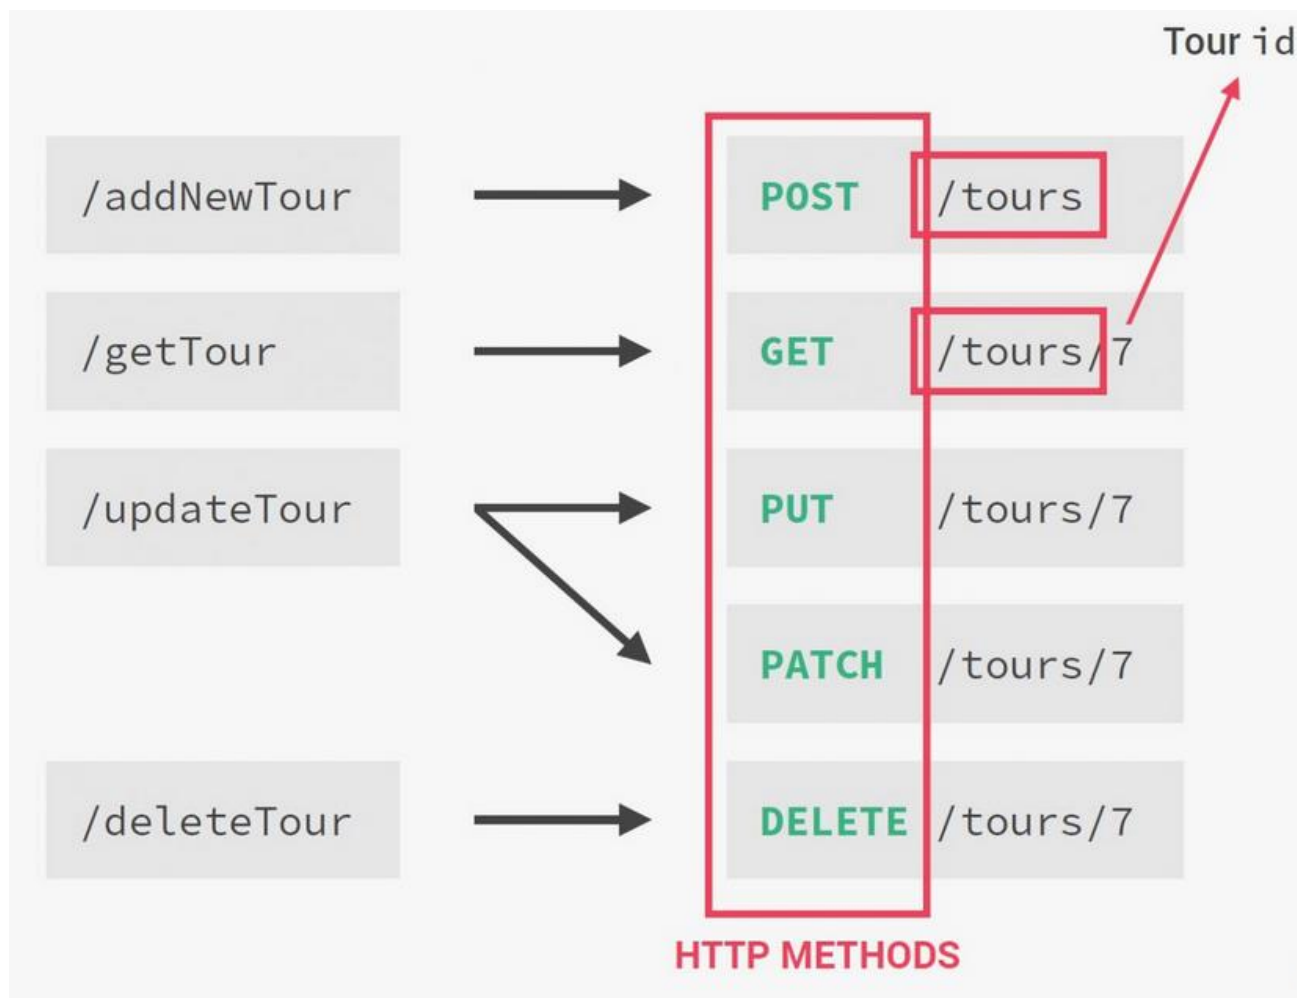 Tour id
/addNewTour POST /tours
/getTour GET /tours/7
/updateTour PUT /tours/7
PATCH /tours/7
/deleteTour DELETE /tours/7
HTTP METHODS